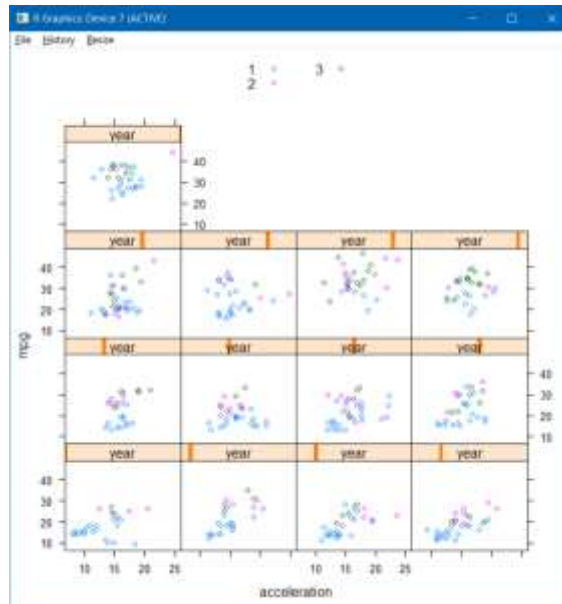 R Graphics Device 7 (ACTIVE)
File History Resize
1 3
2
year
40
30
20
10
year year year year
40
30
20
10
mpg
year year year year
40
30
20
10
year year year year
40
30
20
10
10 15 20 25 10 15 20 25
acceleration